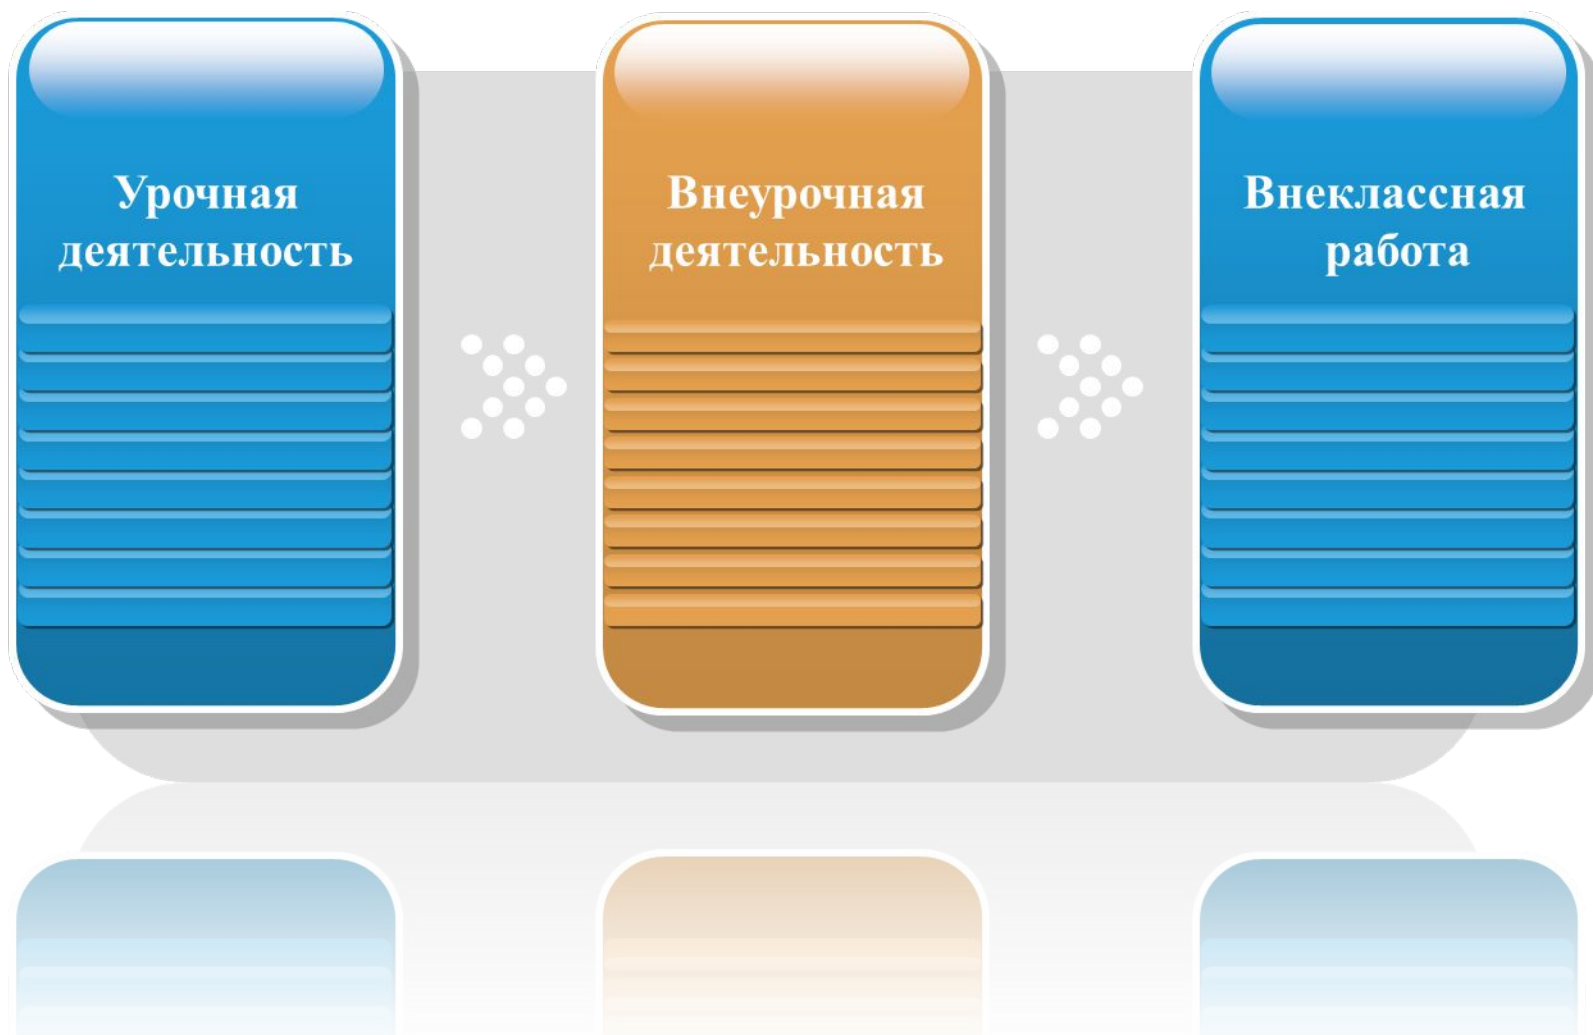 Урочная
деятельность
Внеурочная
деятельность
Внеклассная
работа